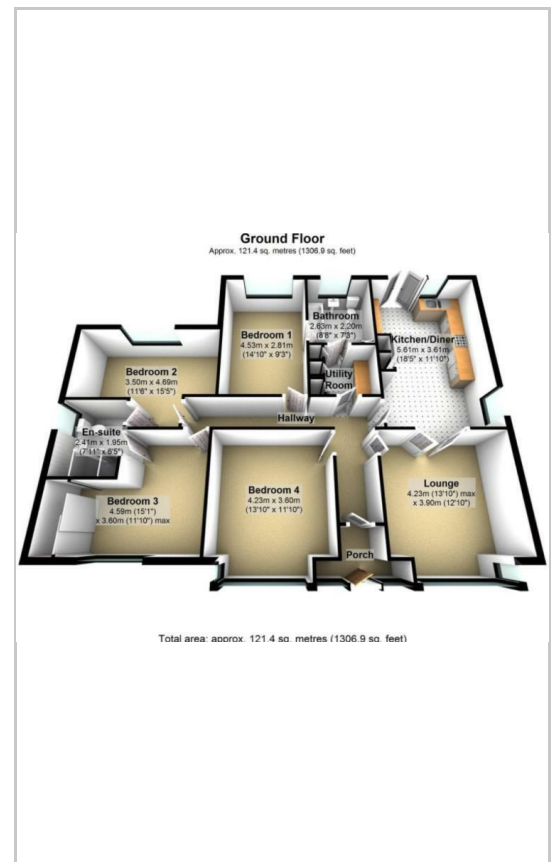 Ground Floor
Approx. 121.4 sq. metres (1306.9 sq. feet)
Bedroom 1
4.53m x 2.81m
(14'10" x 9'3")
Bathroom
2.63m x 2.20m
(8'8" x 7'3")
Kitchen/Diner
5.61m x 3.61m
(18'5" x 11'10")
Bedroom 2
3.50m x 4.69m
(11'6" x 15'5")
Utility
Room
Hallway
En-suite
2.41m x 1.95m
(7'11" x 6'5")
Bedroom 3
4.59m (15'1")
x 3.60m (11'10") max
Bedroom 4
4.23m x 3.60m
(13'10" x 11'10")
Lounge
4.23m (13'10") max
x 3.90m (12'10")
Porch
Total area: approx. 121.4 sq. metres (1306.9 sq. feet)